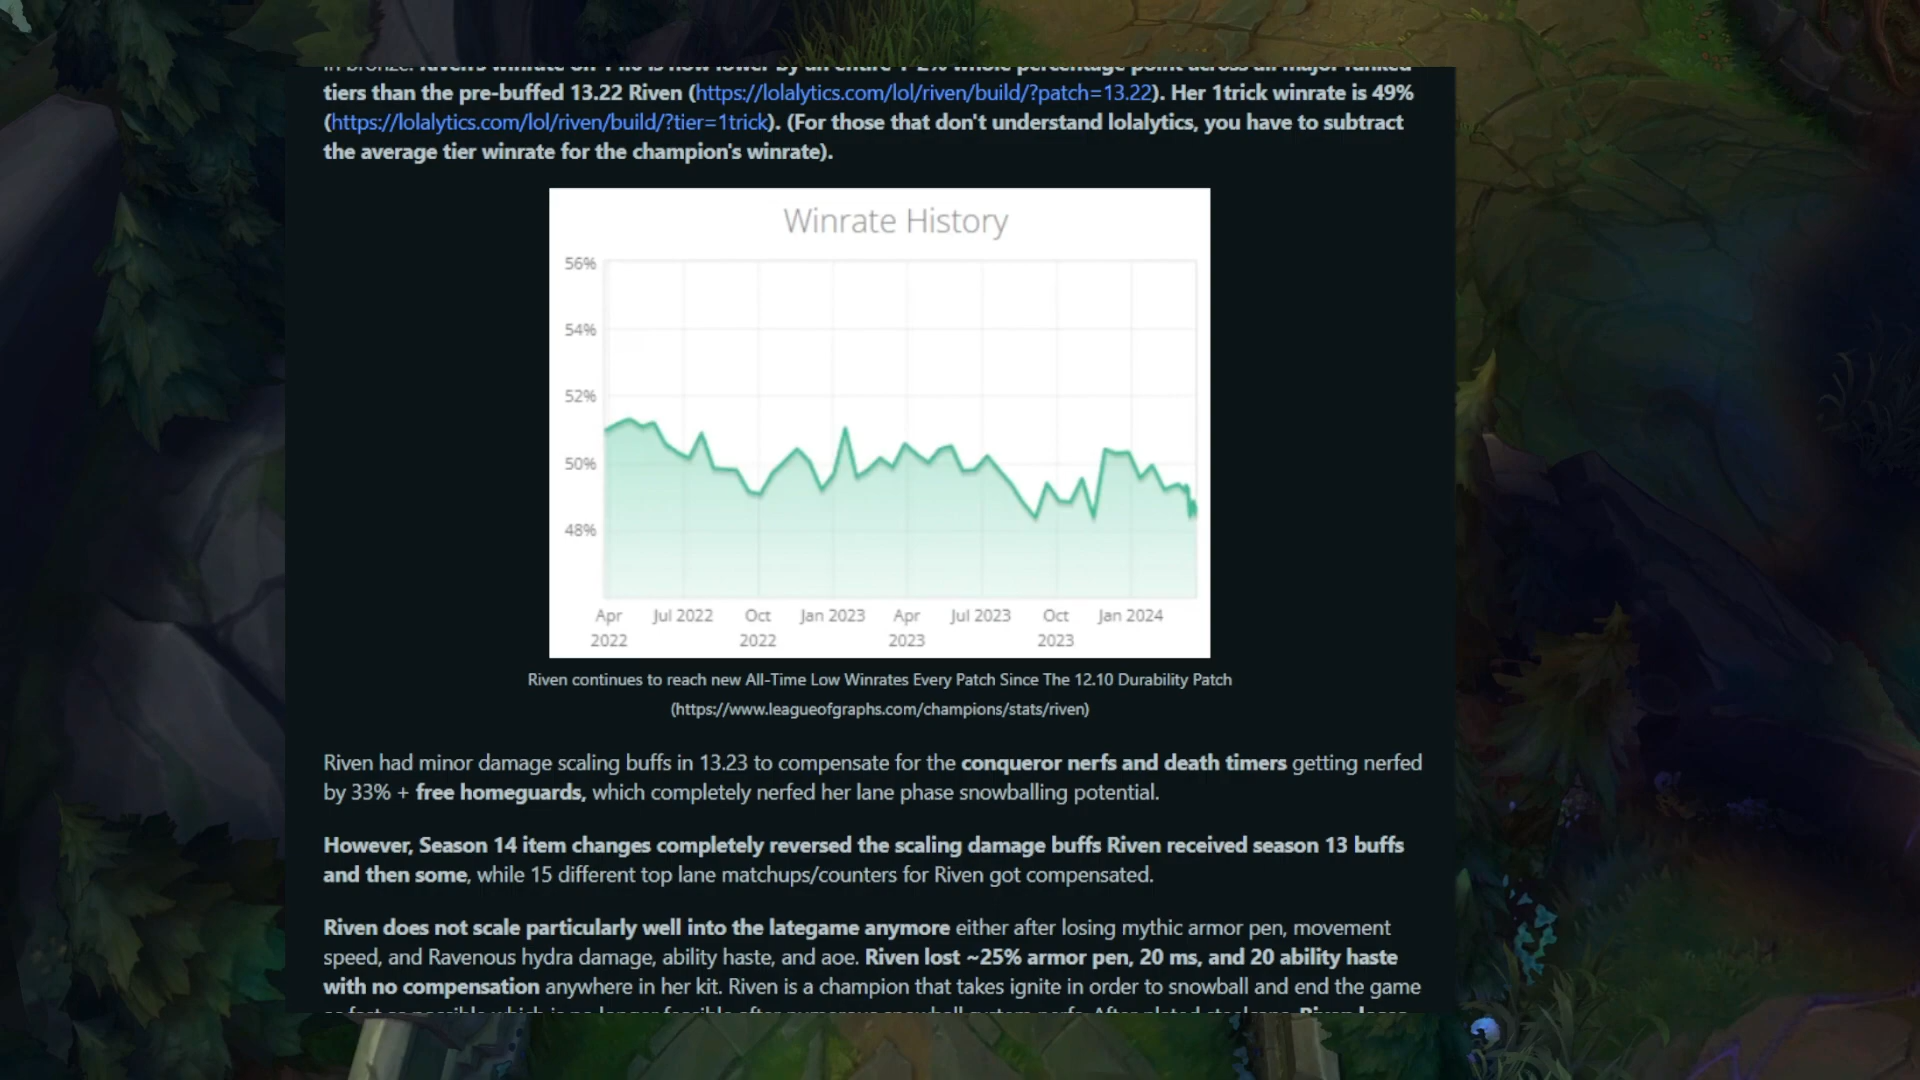 tiers than the pre-buffed 13.22 Riven (https://lolalytics.com/lol/riven/build/?patch=13.22). Her 1trick winrate is 49%
(https://lolalytics.com/lol/riven/build/?tier=1trick). (For those that don't understand lolalytics, you have to subtract
the average tier winrate for the champion's winrate).
Winrate History
56%
54%
52%
50%
48%
Apr 2022
Jul 2022
Oct 2022
Jan 2023
Apr 2023
Jul 2023
Oct 2023
Jan 2024
Riven continues to reach new All-Time Low Winrates Every Patch Since The 12.10 Durability Patch
(https://www.leagueofgraphs.com/champions/stats/riven)
Riven had minor damage scaling buffs in 13.23 to compensate for the conqueror nerfs and death timers getting nerfed
by 33% + free homeguards, which completely nerfed her lane phase snowballing potential.
However, Season 14 item changes completely reversed the scaling damage buffs Riven received season 13 buffs
and then some, while 15 different top lane matchups/counters for Riven got compensated.
Riven does not scale particularly well into the lategame anymore either after losing mythic armor pen, movement
speed, and Ravenous hydra damage, ability haste, and aoe. Riven lost ~25% armor pen, 20 ms, and 20 ability haste
with no compensation anywhere in her kit. Riven is a champion that takes ignite in order to snowball and end the game